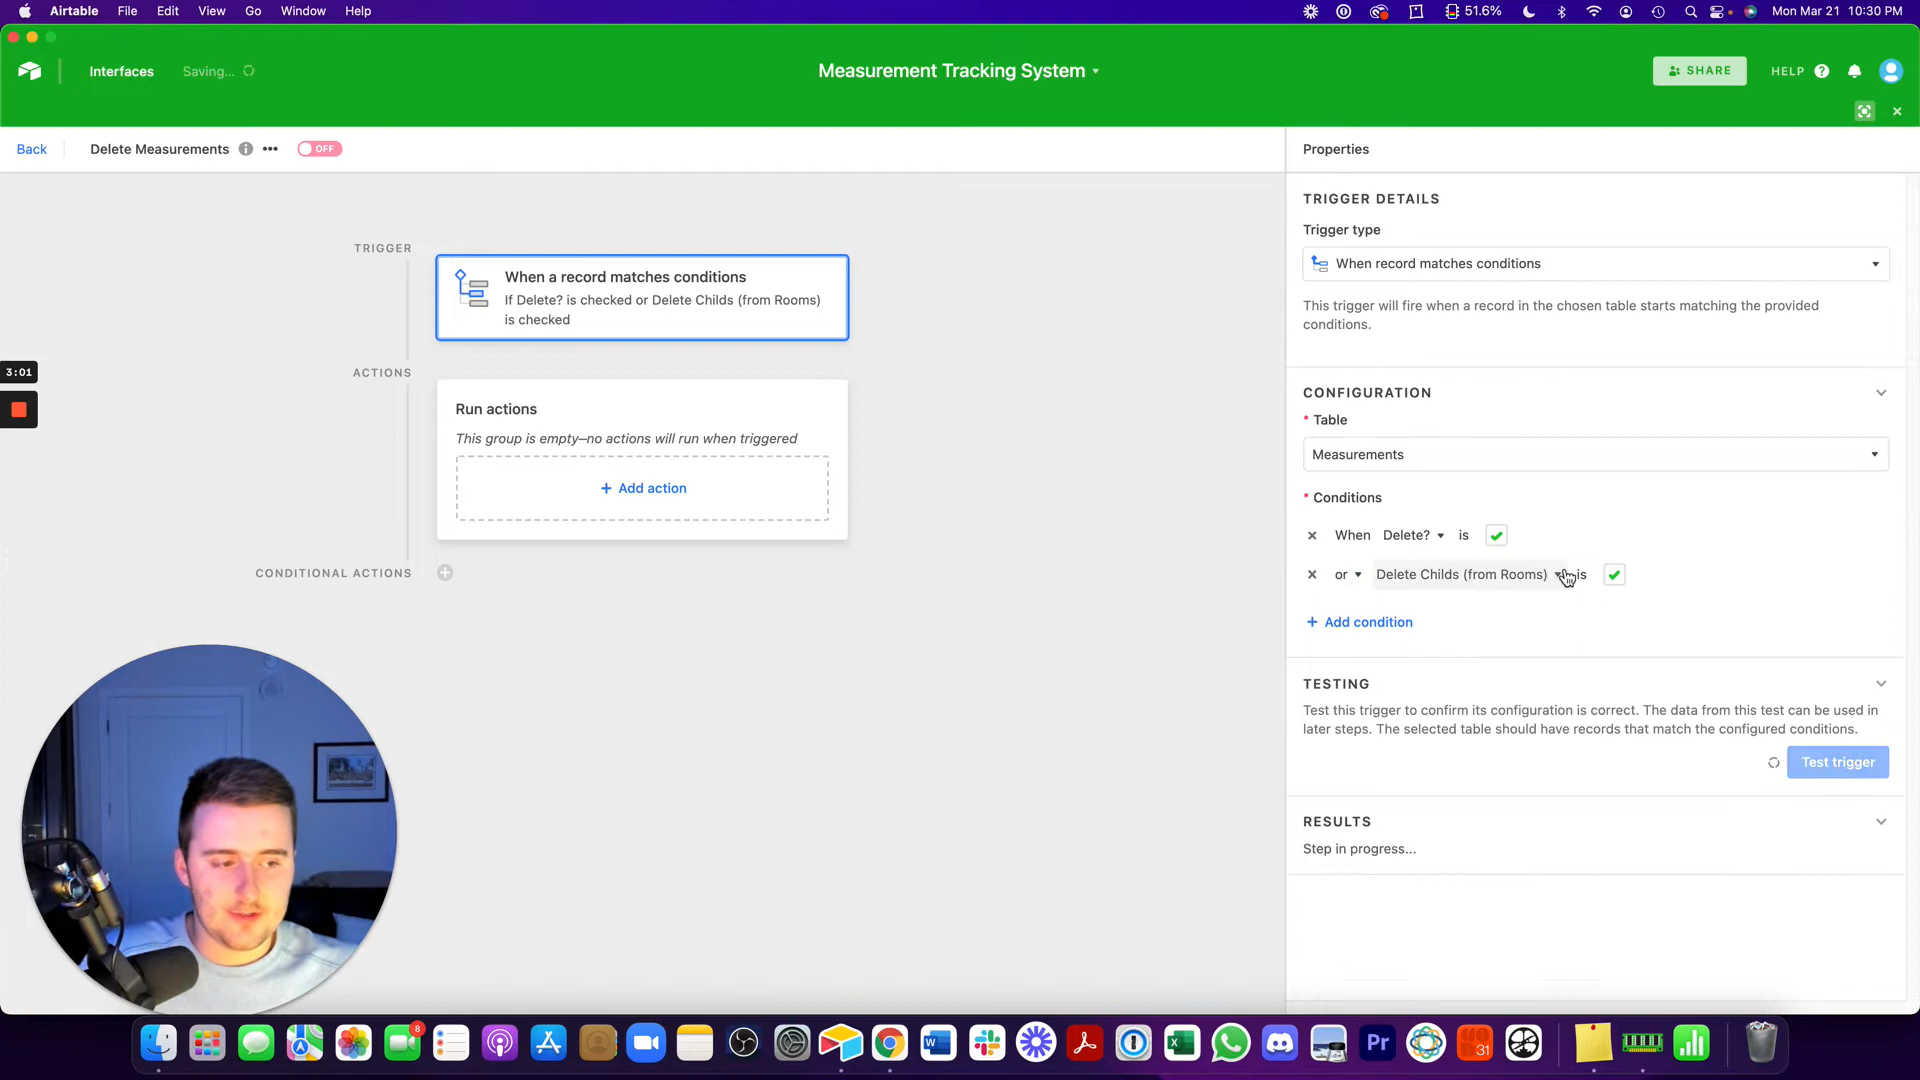 Airtable File Edit View Go Window Help
51.6% Mon Mar 21 10:30 PM
Interfaces Saving... Measurement Tracking System SHARE HELP
Back Delete Measurements OFF
Properties
TRIGGER DETAILS
Trigger type
When record matches conditions
This trigger will fire when a record in the chosen table starts matching the provided
conditions.
TRIGGER
When a record matches conditions
If Delete? is checked or Delete Childs (from Rooms)
is checked
3:01
ACTIONS
Run actions
This group is empty–no actions will run when triggered
+ Add action
CONDITIONAL ACTIONS
CONFIGURATION
* Table
Measurements
* Conditions
When Delete? is
or Delete Childs (from Rooms) is
+ Add condition
TESTING
Test this trigger to confirm its configuration is correct. The data from this test can be used in
later steps. The selected table should have records that match the configured conditions.
Test trigger
RESULTS
Step in progress...
8
W
X
Pr
31